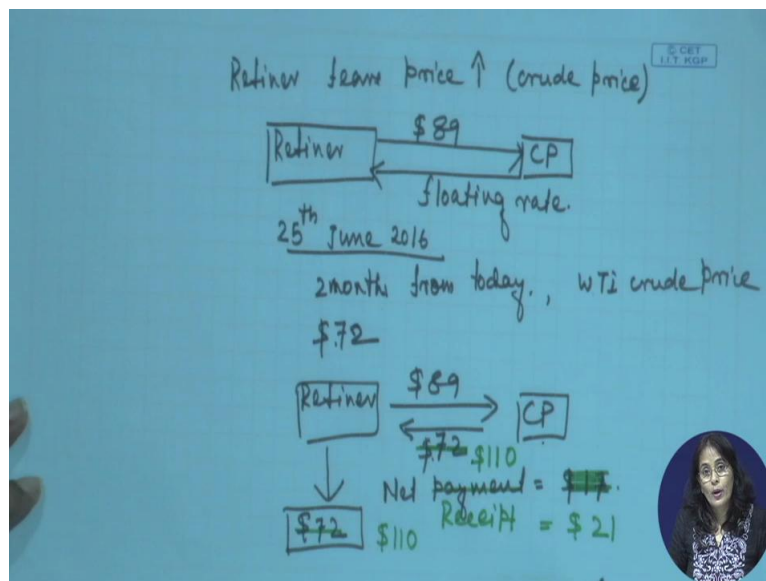 Refiner fears price ↑ (crude price)
© CET
I.I.T. KGP
$89
Refiner
CP
floating rate.
25th June 2016
2month from today., WTI crude price
$.72
Refiner
$89
CP
$.72 $110
Net payment = $17.
$72 $110
Receipt = $21